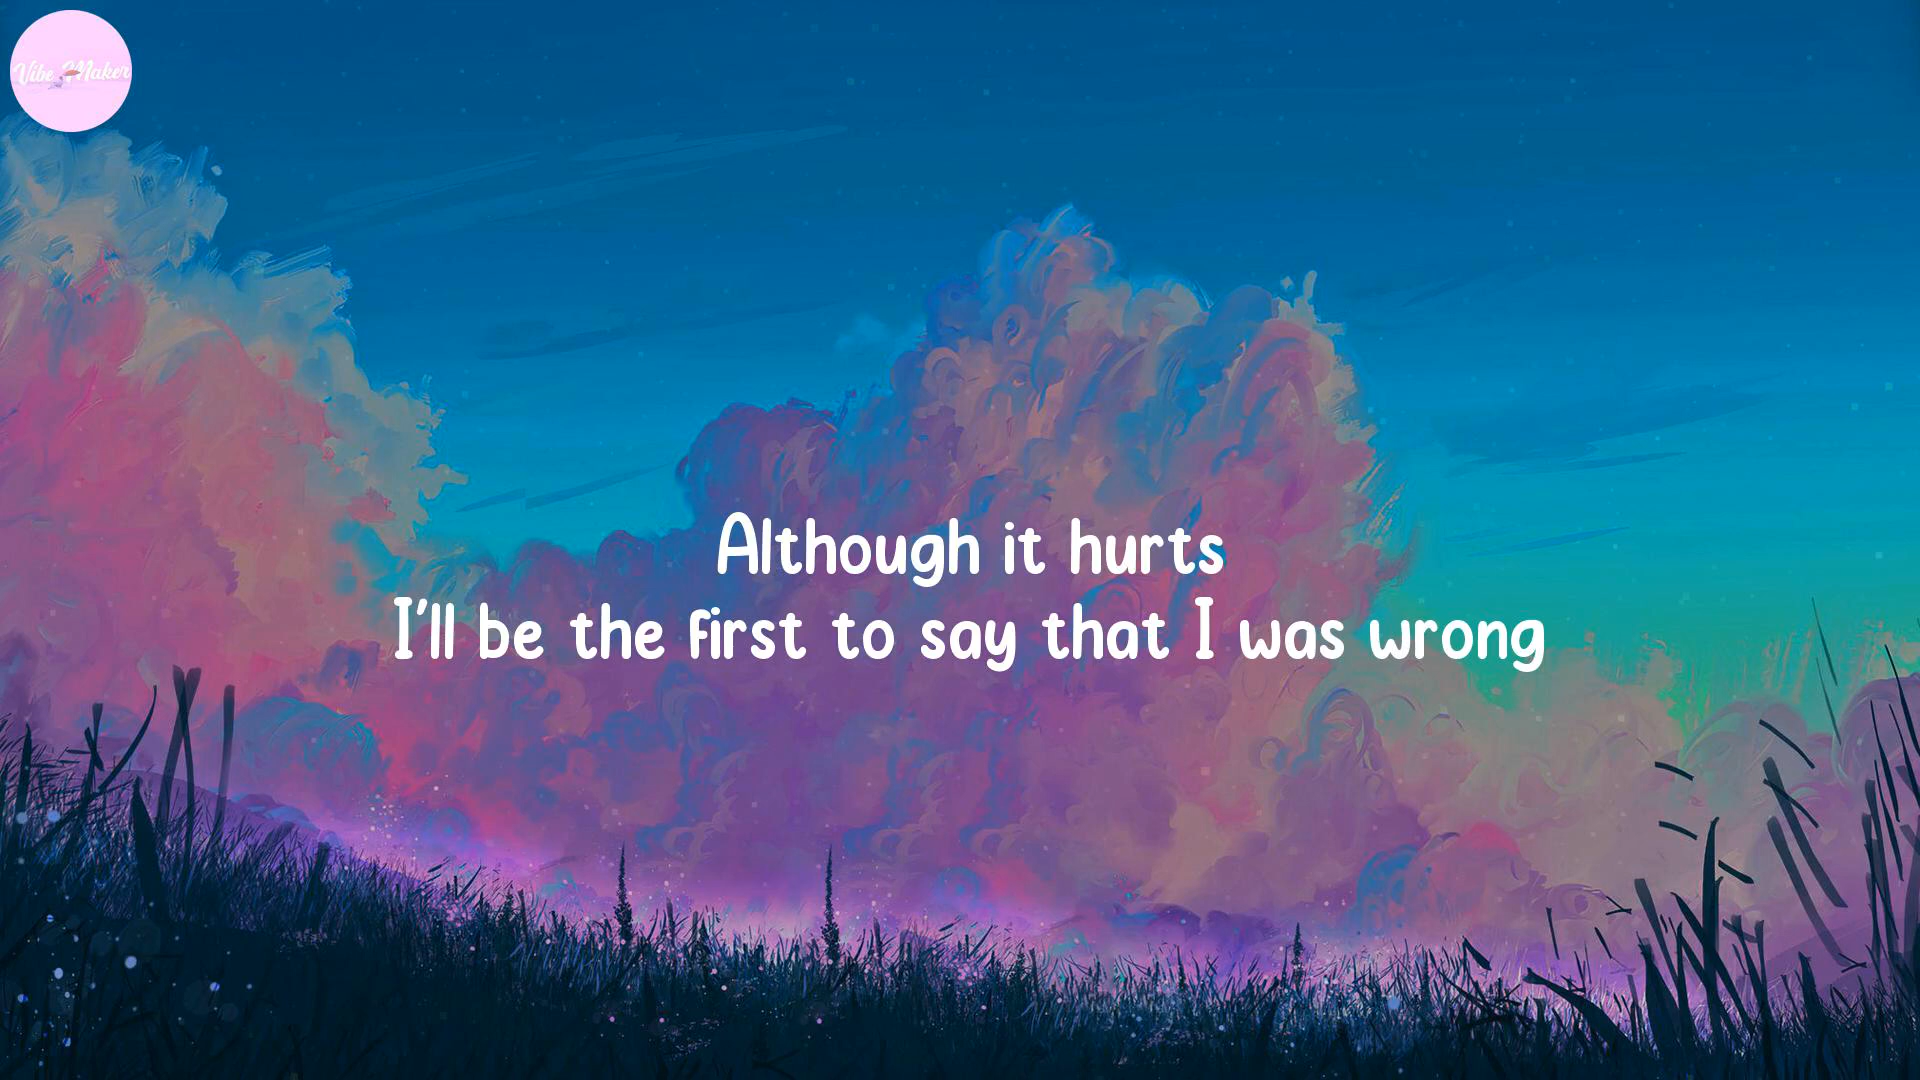 Vibe Maker
Although it hurts
I'll be the first to say that I was wrong